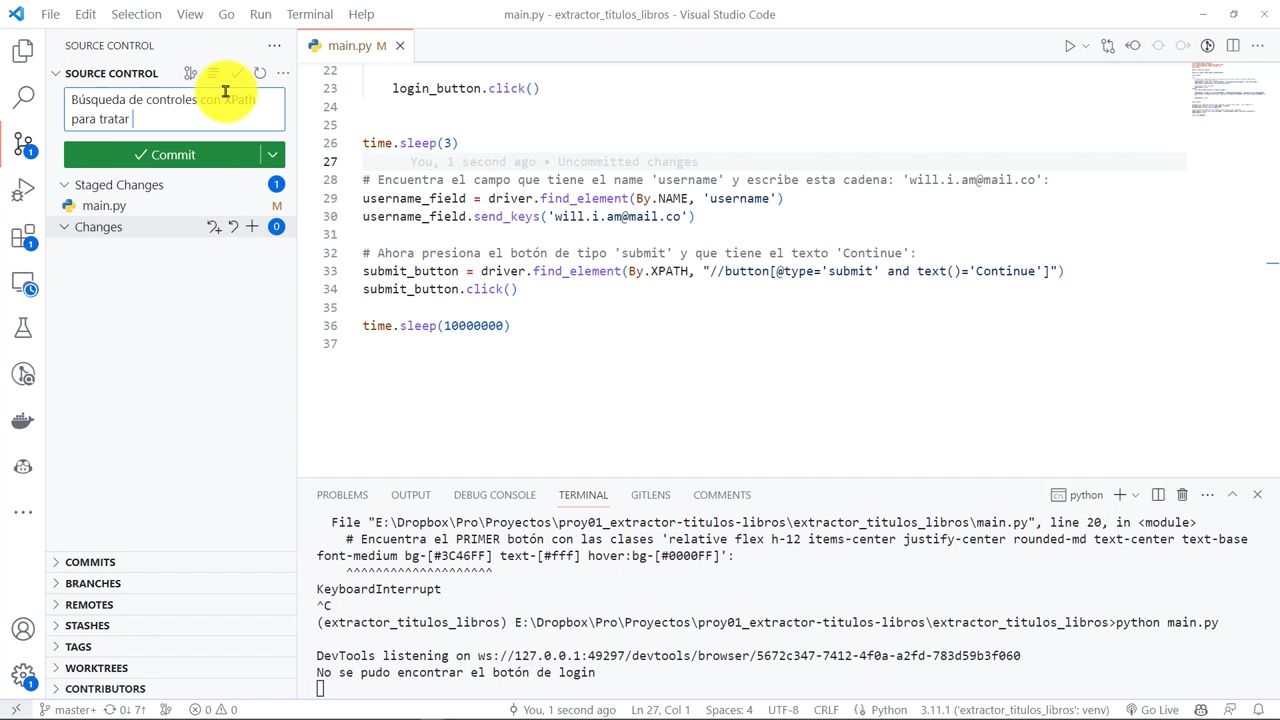 File Edit Selection View Go Run Terminal Help
main.py - extractor_titulos_libros - Visual Studio Code
SOURCE CONTROL
main.py M
SOURCE CONTROL
Búsqueda de controles con XPath
para tratar
Commit
Staged Changes 1
main.py M
Changes 0
COMMITS
BRANCHES
REMOTES
STASHES
TAGS
WORKTREES
CONTRIBUTORS
22
23 login_button.click(
24
25
26 time.sleep(3)
27 You, 1 second ago • Uncommitted changes
28 # Encuentra el campo que tiene el name 'username' y escribe esta cadena: 'will.i.am@mail.co':
29 username_field = driver.find_element(By.NAME, 'username')
30 username_field.send_keys('will.i.am@mail.co')
31
32 # Ahora presiona el botón de tipo 'submit' y que tiene el texto 'Continue':
33 submit_button = driver.find_element(By.XPATH, "//button[@type='submit' and text()='Continue']")
34 submit_button.click()
35
36 time.sleep(10000000)
37
PROBLEMS OUTPUT DEBUG CONSOLE TERMINAL GITLENS COMMENTS
python
File "E:\Dropbox\Pro\Proyectos\proy01_extractor-titulos-libros\extractor_titulos_libros\main.py", line 20, in <module>
# Encuentra el PRIMER botón con las clases 'relative flex h-12 items-center justify-center rounded-md text-center text-base
font-medium bg-[#3C46FF] text-[#fff] hover:bg-[#0000FF]':
^^^^^^^^^^^^^^^^^^^^
KeyboardInterrupt
^C
(extractor_titulos_libros) E:\Dropbox\Pro\Proyectos\proy01_extractor-titulos-libros\extractor_titulos_libros>python main.py
DevTools listening on ws://127.0.0.1:49297/devtools/browser/5672c347-7412-4f0a-a2fd-783d59b3f060
No se pudo encontrar el botón de login
master+ 0↓ 7↑ 0 0 You, 1 second ago Ln 27, Col 1 Spaces: 4 UTF-8 CRLF Python 3.11.1 ('extractor_titulos_libros': venv) Go Live